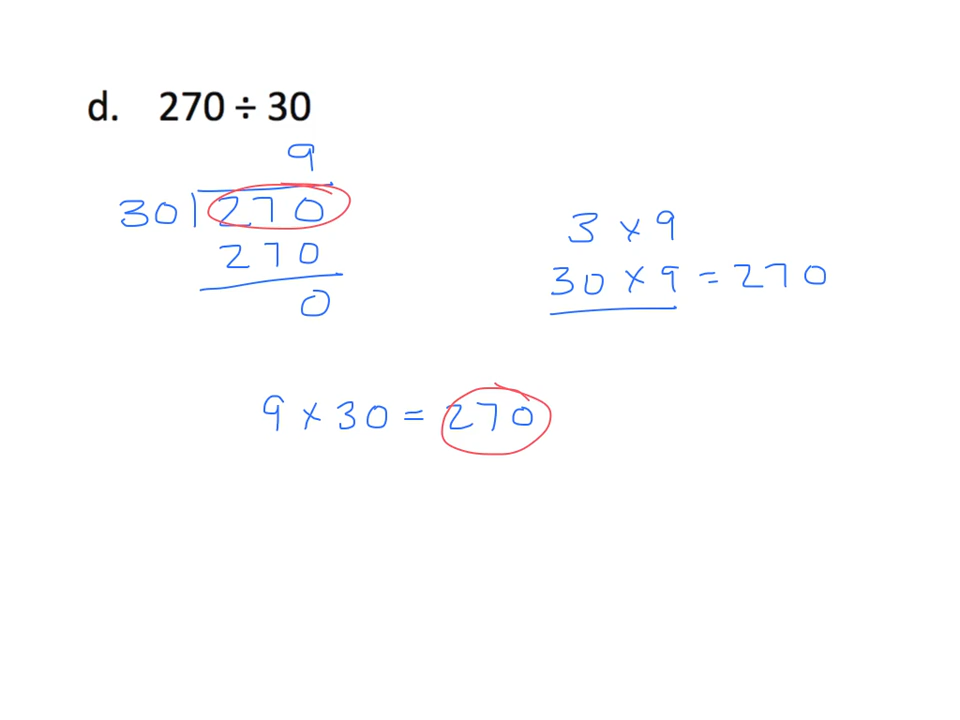 d. 270 ÷ 30
9
30 270
270
0
3 × 9
30 × 9 = 270
9 × 30 = 270